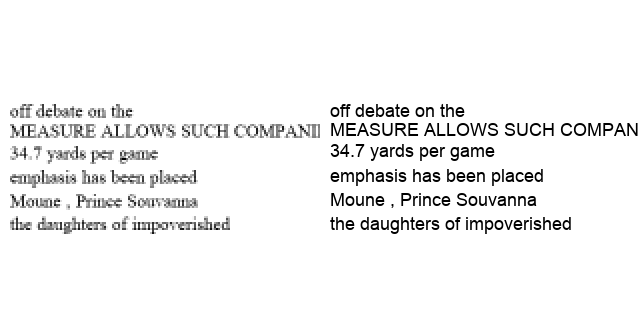 off debate on the
MEASURE ALLOWS SUCH
34.7 yards per game
emphasis has been placed
Moune , Prince Souvanna
the daughters of impoverished
off debate on the
MEASURE ALLOWS SUCH COMPAN
34.7 yards per game
emphasis has been placed
Moune , Prince Souvanna
the daughters of impoverished